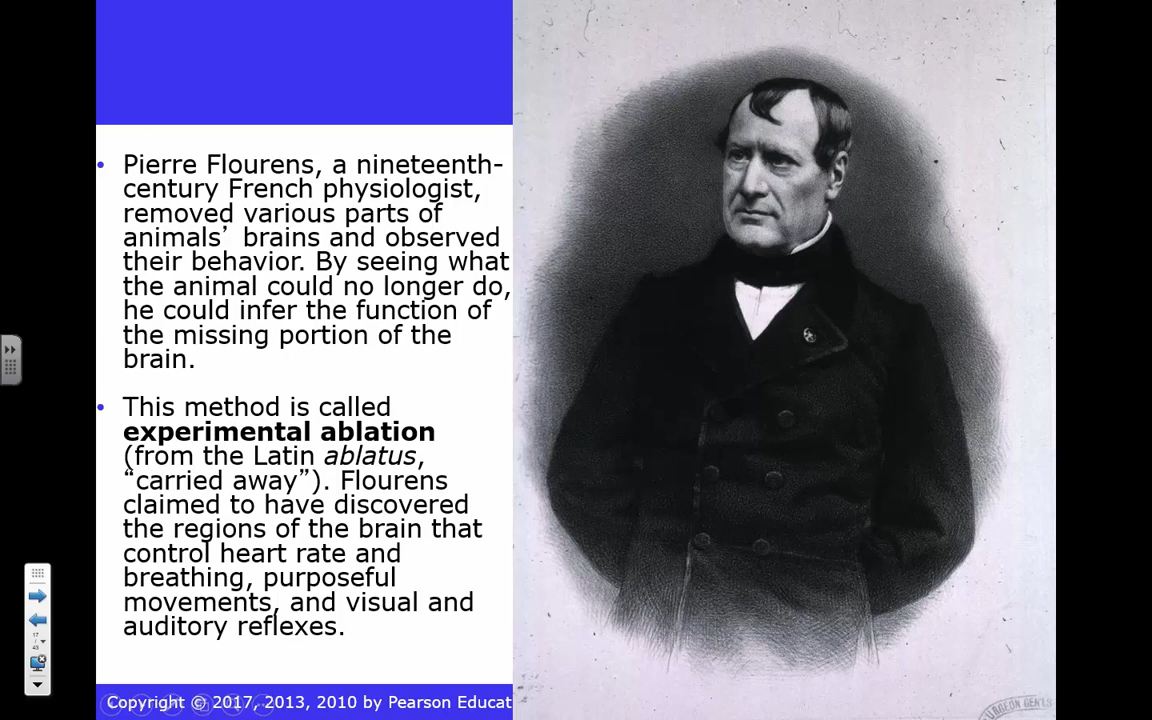 Pierre Flourens, a nineteenth-
century French physiologist,
removed various parts of
animals’ brains and observed
their behavior. By seeing what
the animal could no longer do,
he could infer the function of
the missing portion of the
brain.
This method is called
experimental ablation
(from the Latin ablatus,
“carried away”). Flourens
claimed to have discovered
the regions of the brain that
control heart rate and
breathing, purposeful
movements, and visual and
auditory reflexes.
17
/
43
Copyright © 2017, 2013, 2010 by Pearson Educat